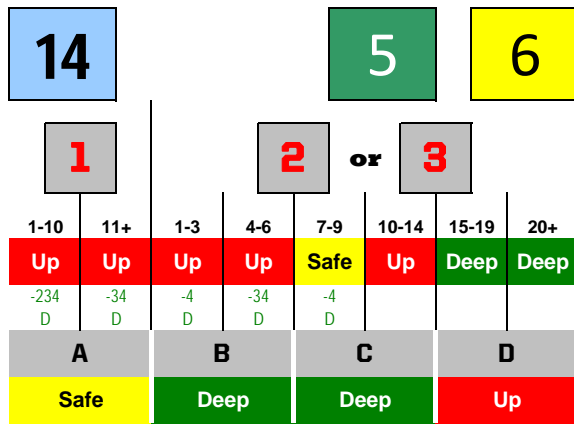 14 5 6
1 2 or 3
1-10 11+ 1-3 4-6 7-9 10-14 15-19 20+
Up Up Up Up Safe Up Deep Deep
-234 -34 -4 -34 -4
D D D D D
A B C D
Safe Deep Deep Up